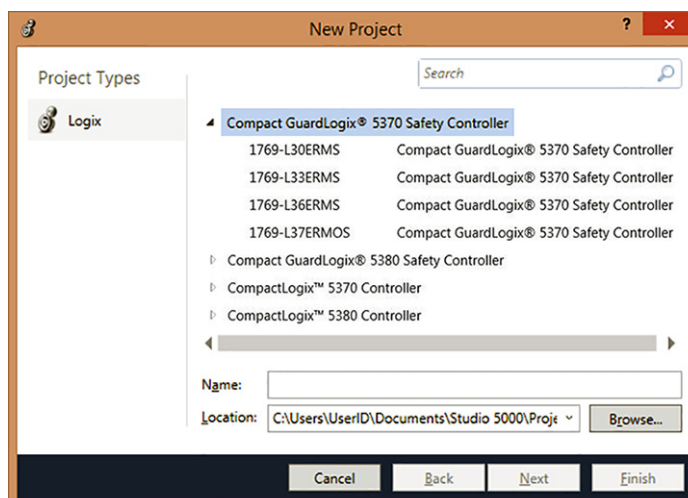 New Project
?
Project Types
Search
Logix
Compact GuardLogix® 5370 Safety Controller
1769-L30ERMS Compact GuardLogix® 5370 Safety Controller
1769-L33ERMS Compact GuardLogix® 5370 Safety Controller
1769-L36ERMS Compact GuardLogix® 5370 Safety Controller
1769-L37ERMOS Compact GuardLogix® 5370 Safety Controller
Compact GuardLogix® 5380 Safety Controller
CompactLogix™ 5370 Controller
CompactLogix™ 5380 Controller
Name:
Location: C:\Users\UserID\Documents\Studio 5000\Proje Browse...
Cancel Back Next Finish